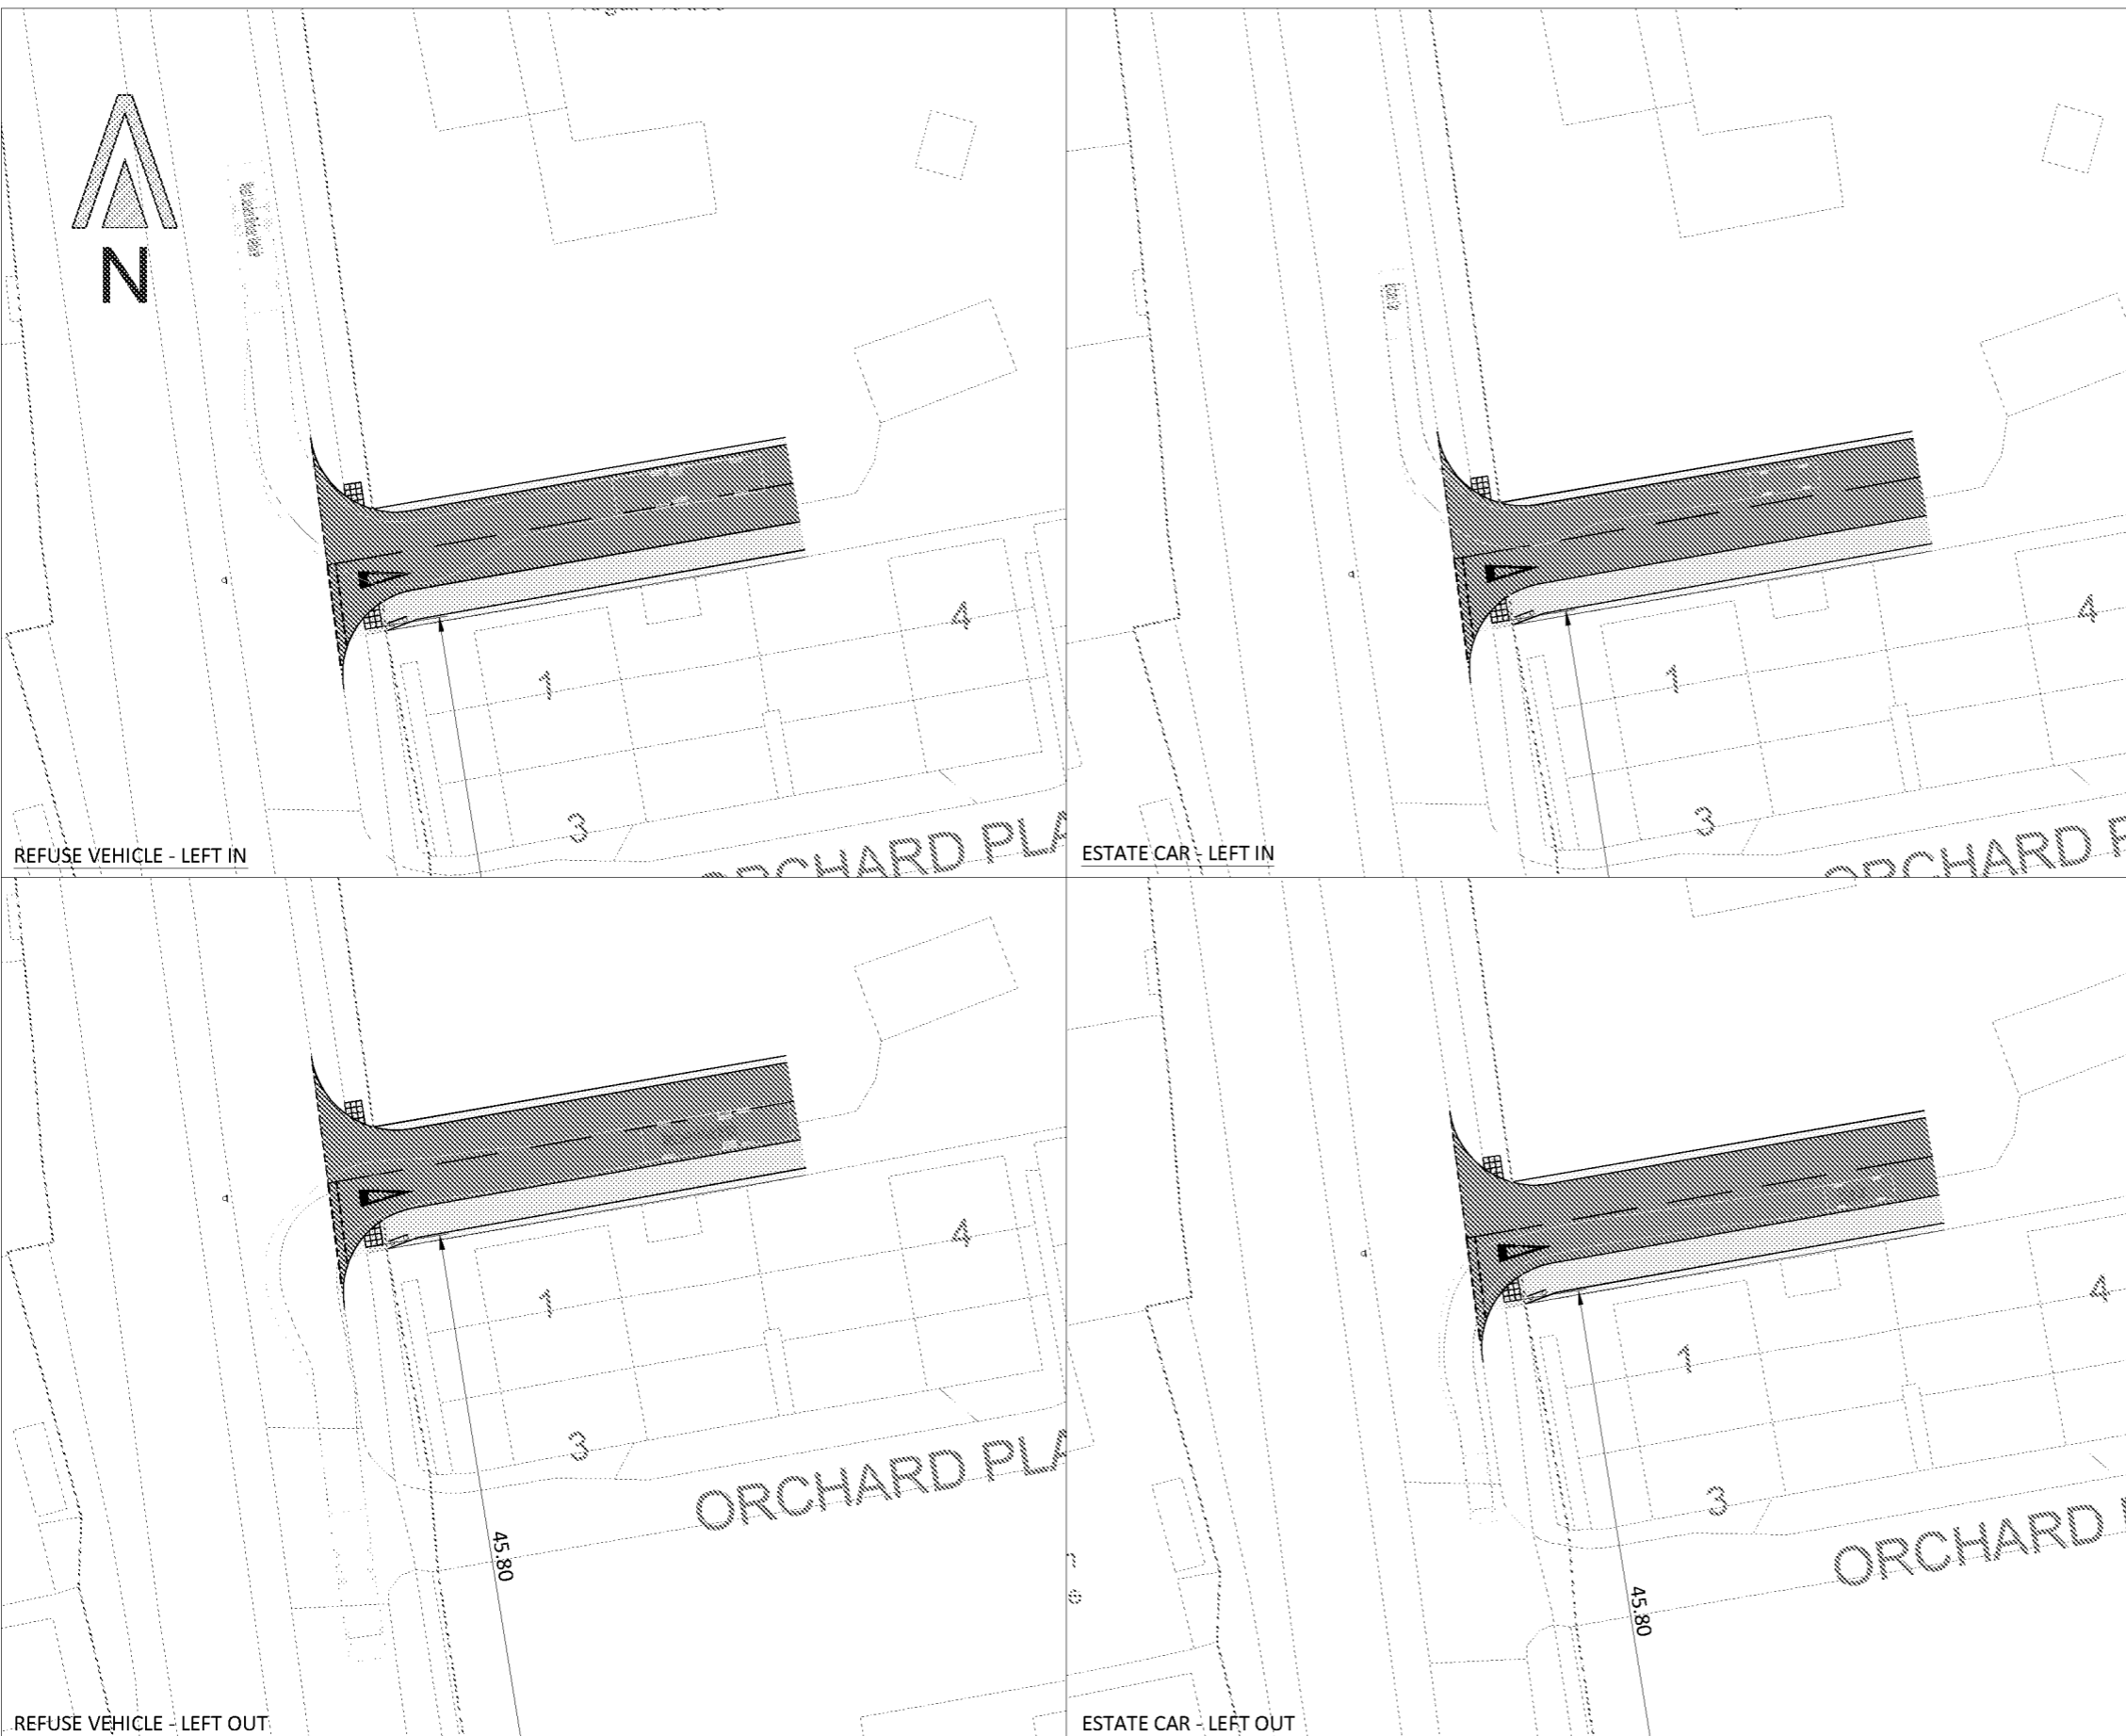 N
1
4
3
ORCHARD PLA
REFUSE VEHICLE - LEFT IN
1
4
3
ORCHARD P
ESTATE CAR - LEFT IN
1
4
3
ORCHARD PLA
45.80
REFUSE VEHICLE - LEFT OUT
1
4
3
ORCHARD
45.80
ESTATE CAR - LEFT OUT